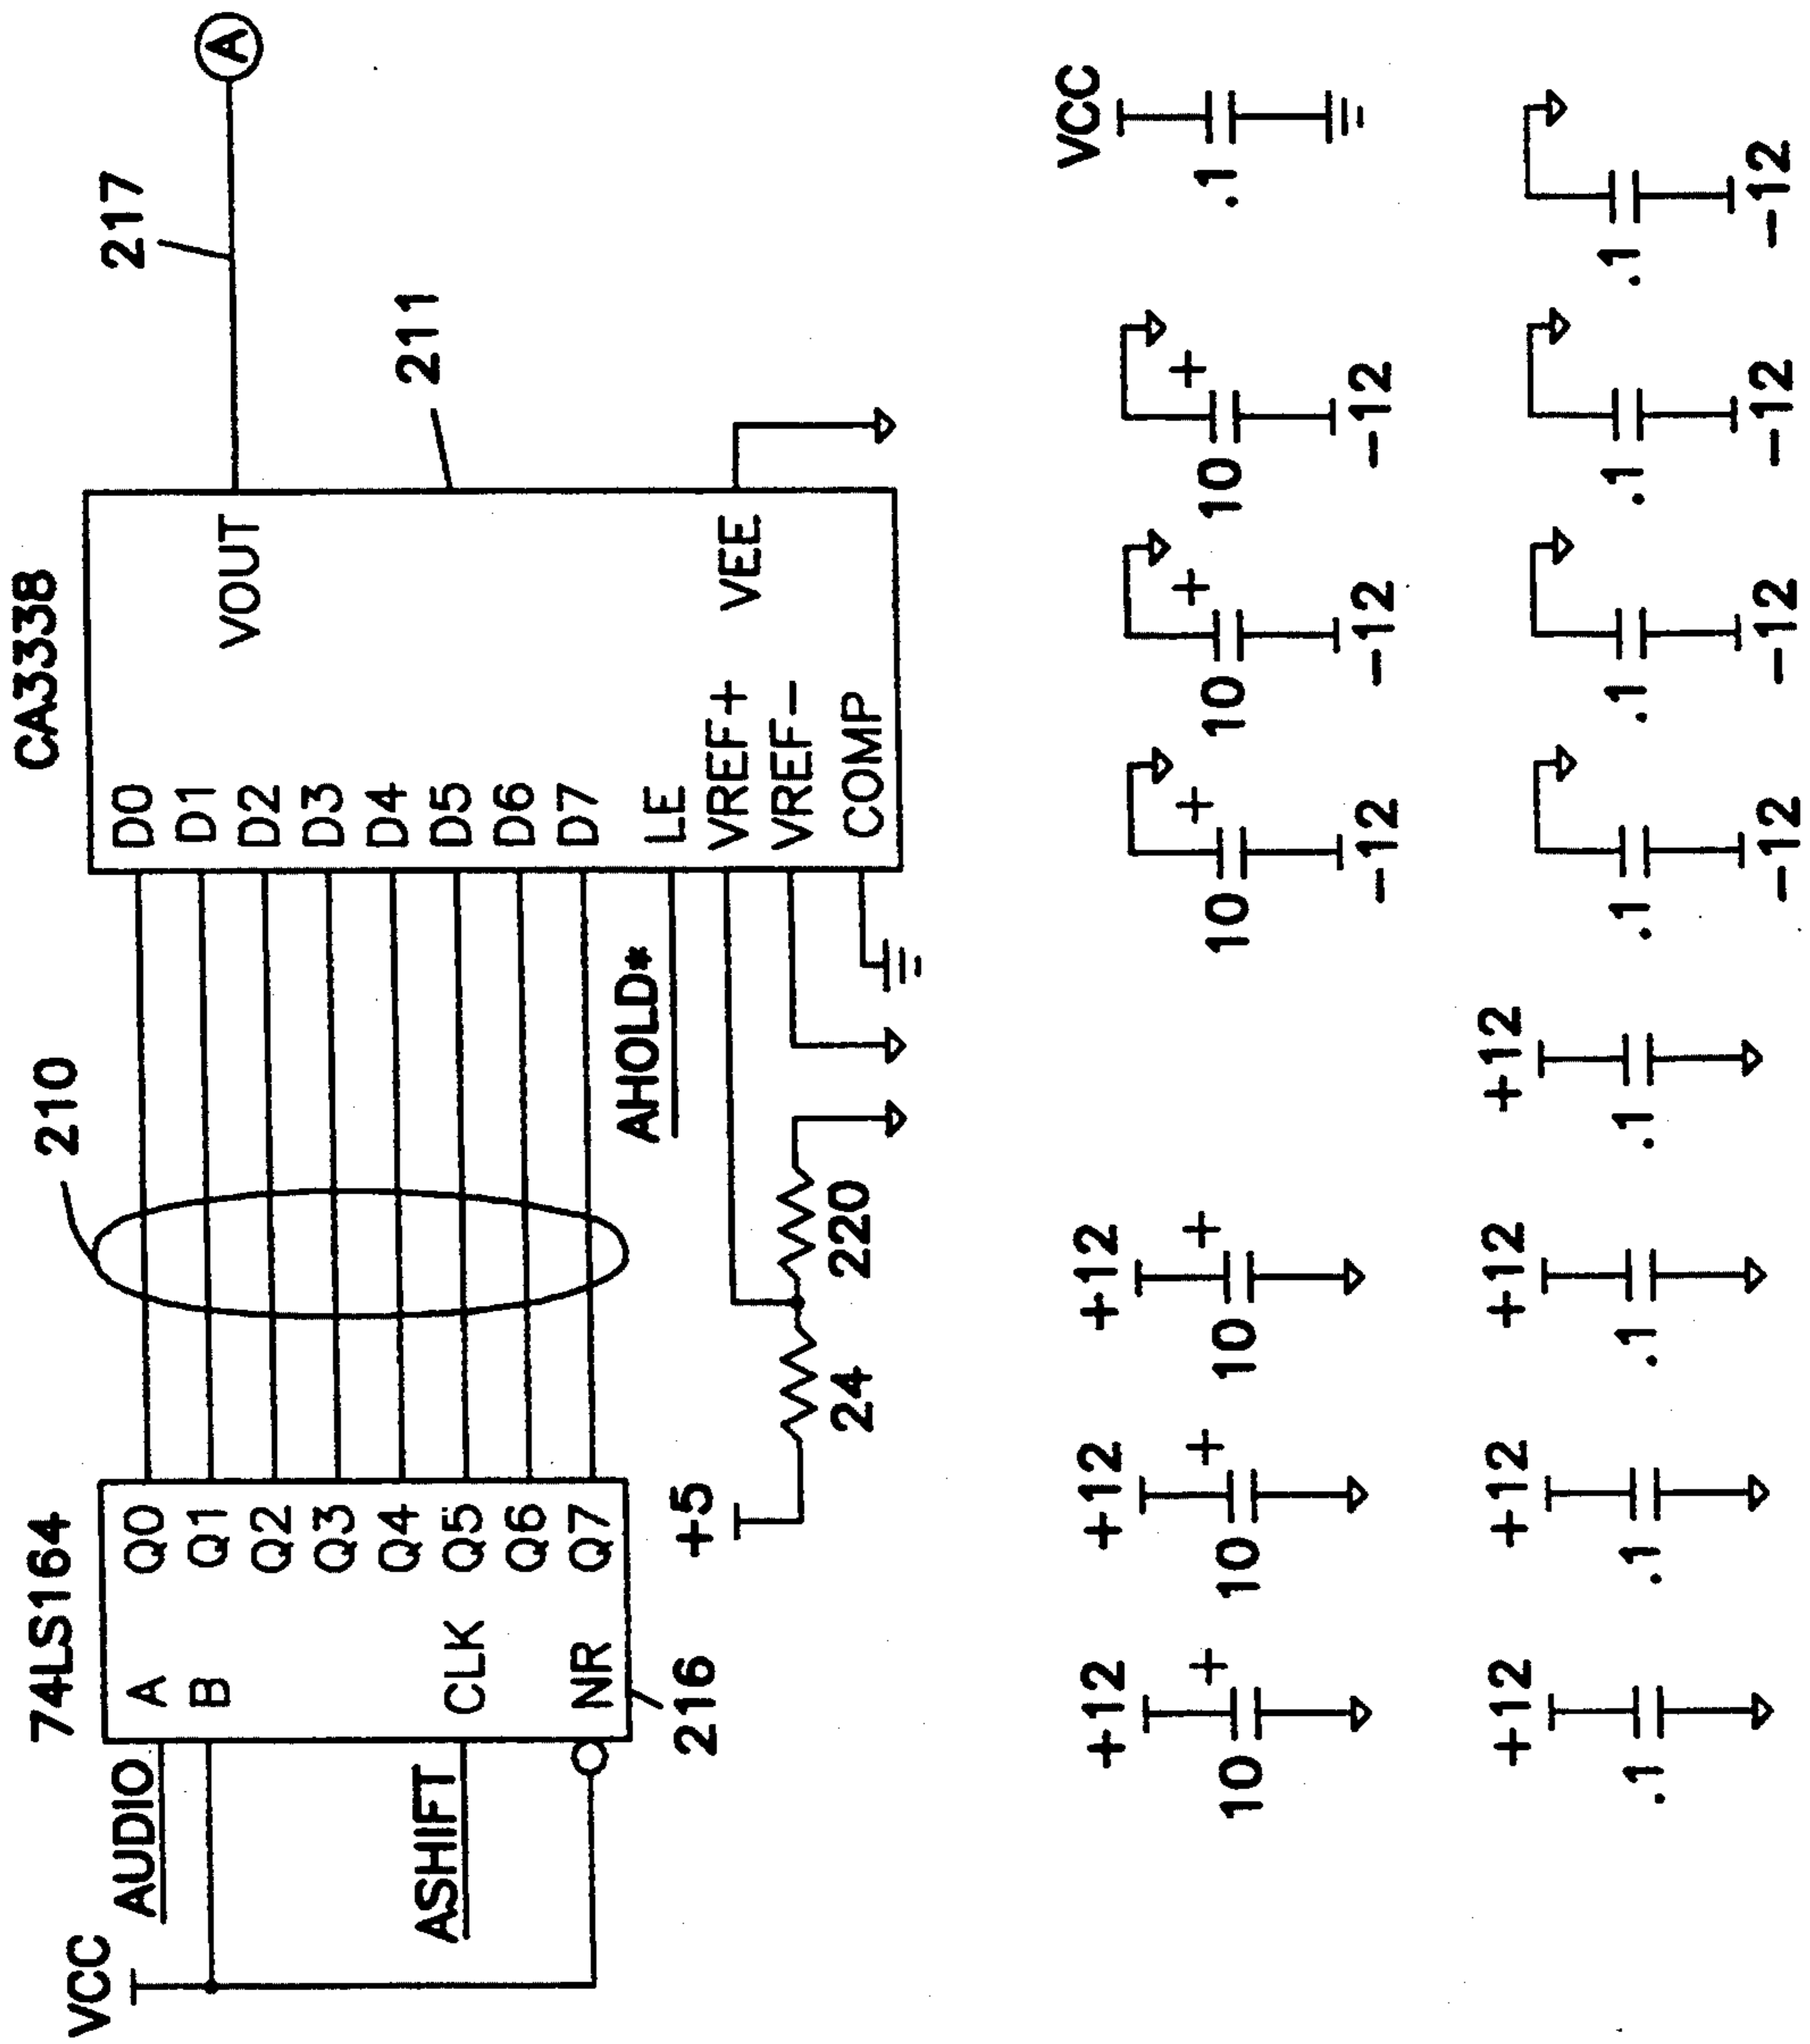 VCC
AUDIO
ASHIFT
74LS164
A
B
CLK
NR
Q0
Q1
Q2
Q3
Q4
Q5
Q6
Q7
216
210
+5
24
220
AHOLD*
CA3338
D0
D1
D2
D3
D4
D5
D6
D7
LE
VREF+
VREF-
COMP
VOUT
VEE
211
217
A
+12
+
10
+12
+
10
+12
+
10
+
10
-12
+
10
-12
+
10
-12
VCC
.1
+12
.1
+12
.1
+12
.1
+12
.1
.1
-12
.1
-12
.1
-12
.1
-12